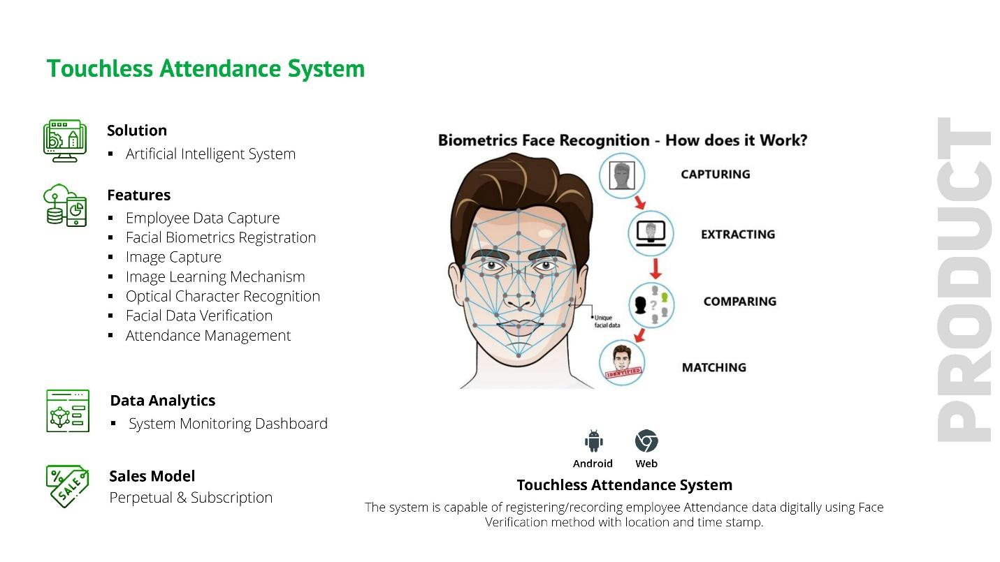 Touchless Attendance System
Solution
▪ Artificial Intelligent System
Features
▪ Employee Data Capture
▪ Facial Biometrics Registration
▪ Image Capture
▪ Image Learning Mechanism
▪ Optical Character Recognition
▪ Facial Data Verification
▪ Attendance Management
Data Analytics
▪ System Monitoring Dashboard
SALE
Sales Model
Perpetual & Subscription
Biometrics Face Recognition - How does it Work?
CAPTURING
EXTRACTING
COMPARING
?
Unique
facial data
IDENTIFIED
MATCHING
Android
Web
Touchless Attendance System
The system is capable of registering/recording employee Attendance data digitally using Face
Verification method with location and time stamp.
PRODUCT